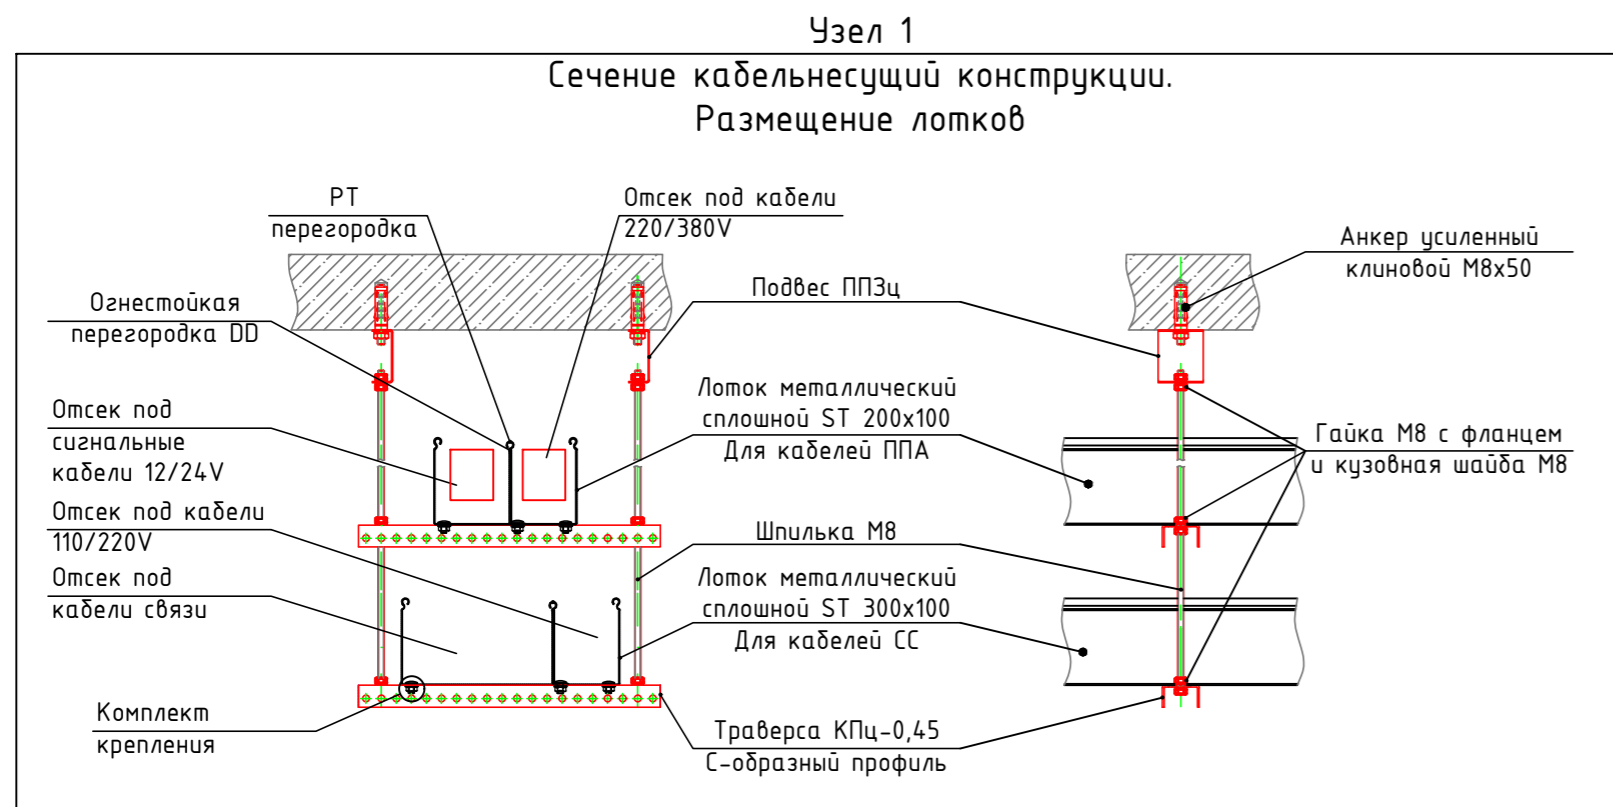 Узел 1
Сечение кабельнесущий конструкции.
Размещение лотков
РТ
перегородка
Отсек под кабели
220/380V
Огнестойкая
перегородка DD
Подвес ППЗц
Анкер усиленный
клиновой М8х50
Отсек под
сигнальные
кабели 12/24V
Лоток металлический
сплошной ST 200х100
Для кабелей ППА
Гайка М8 с фланцем
и кузовная шайба М8
Отсек под кабели
110/220V
Шпилька М8
Отсек под
кабели связи
Лоток металлический
сплошной ST 300х100
Для кабелей СС
Комплект
крепления
Траверса КПц-0,45
С-образный профиль